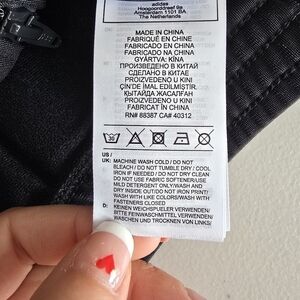 adidas
Hoogoorddreef 9a
Amsterdam 1101 BA
The Netherlands
MADE IN CHINA
FABRIQUÉ EN CHINE
FABRICADO EN CHINA
FABRICADO EN CHINA
GYÁRTVA: KÍNA
ПРОИЗВЕДЕНО В КИТАЙ
СДЕЛАНО В КИТАЕ
ÇİN'DE İMAL EDİLMİŞTİR.
ҚЫТАЙДА ЖАСАЛҒАН
PROIZVEDENO U KINI
FABRICAT ÎN CHINA
RN# 88387 CA# 40312
US /
UK: MACHINE WASH COLD / DO NOT
BLEACH / DO NOT TUMBLE DRY / COOL
IRON IF NEEDED / DO NOT DRY CLEAN
DO NOT USE FABRIC SOFTENER/USE
MILD DETERGENT ONLY/WASH AND
DRY INSIDE OUT/DO NOT IRON PRINT/
WASH WITH LIKE COLORS/WASH WITH
FASTENERS CLOSED
D: KEINEN WEICHSPUELER VERWENDEN/
BITTE FEINWASCHMITTEL VERWENDEN/
WASCHEN UND TROCKNEN VON LINKS/